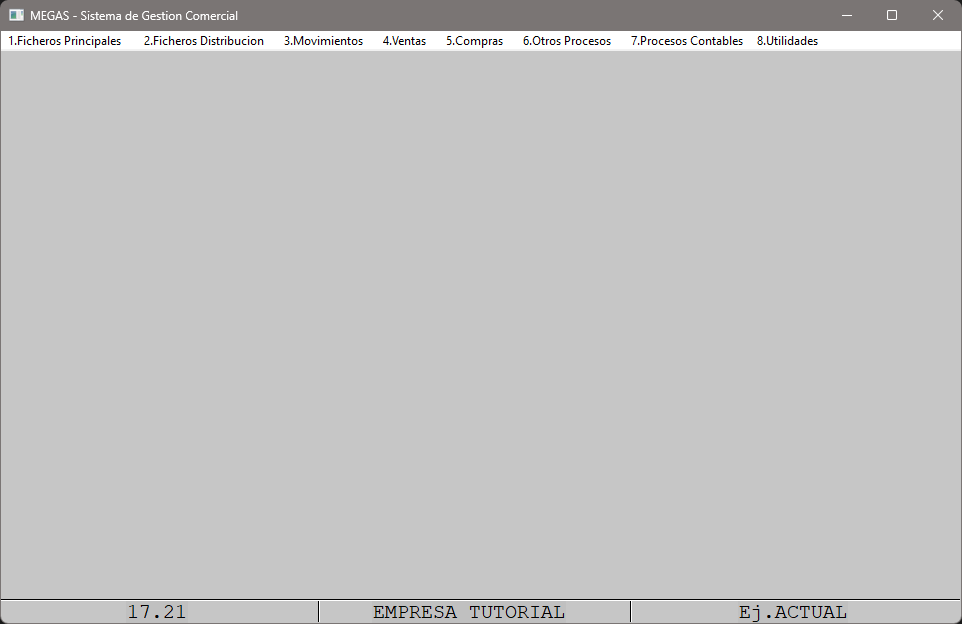 MEGAS - Sistema de Gestion Comercial
1.Ficheros Principales 2.Ficheros Distribucion 3.Movimientos 4.Ventas 5.Compras 6.Otros Procesos 7.Procesos Contables 8.Utilidades
17.21 EMPRESA TUTORIAL Ej.ACTUAL